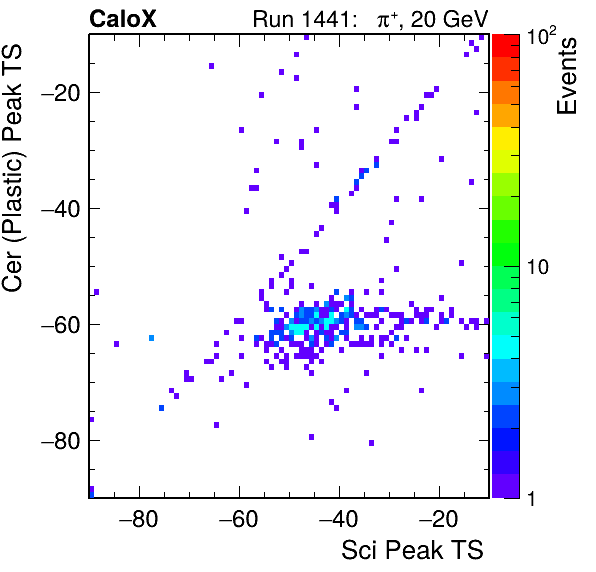 CaloX Run 1441: π⁺, 20 GeV
Cer (Plastic) Peak TS
−20
−40
−60
−80
−80 −60 −40 −20
Sci Peak TS
10²
10
1
Events